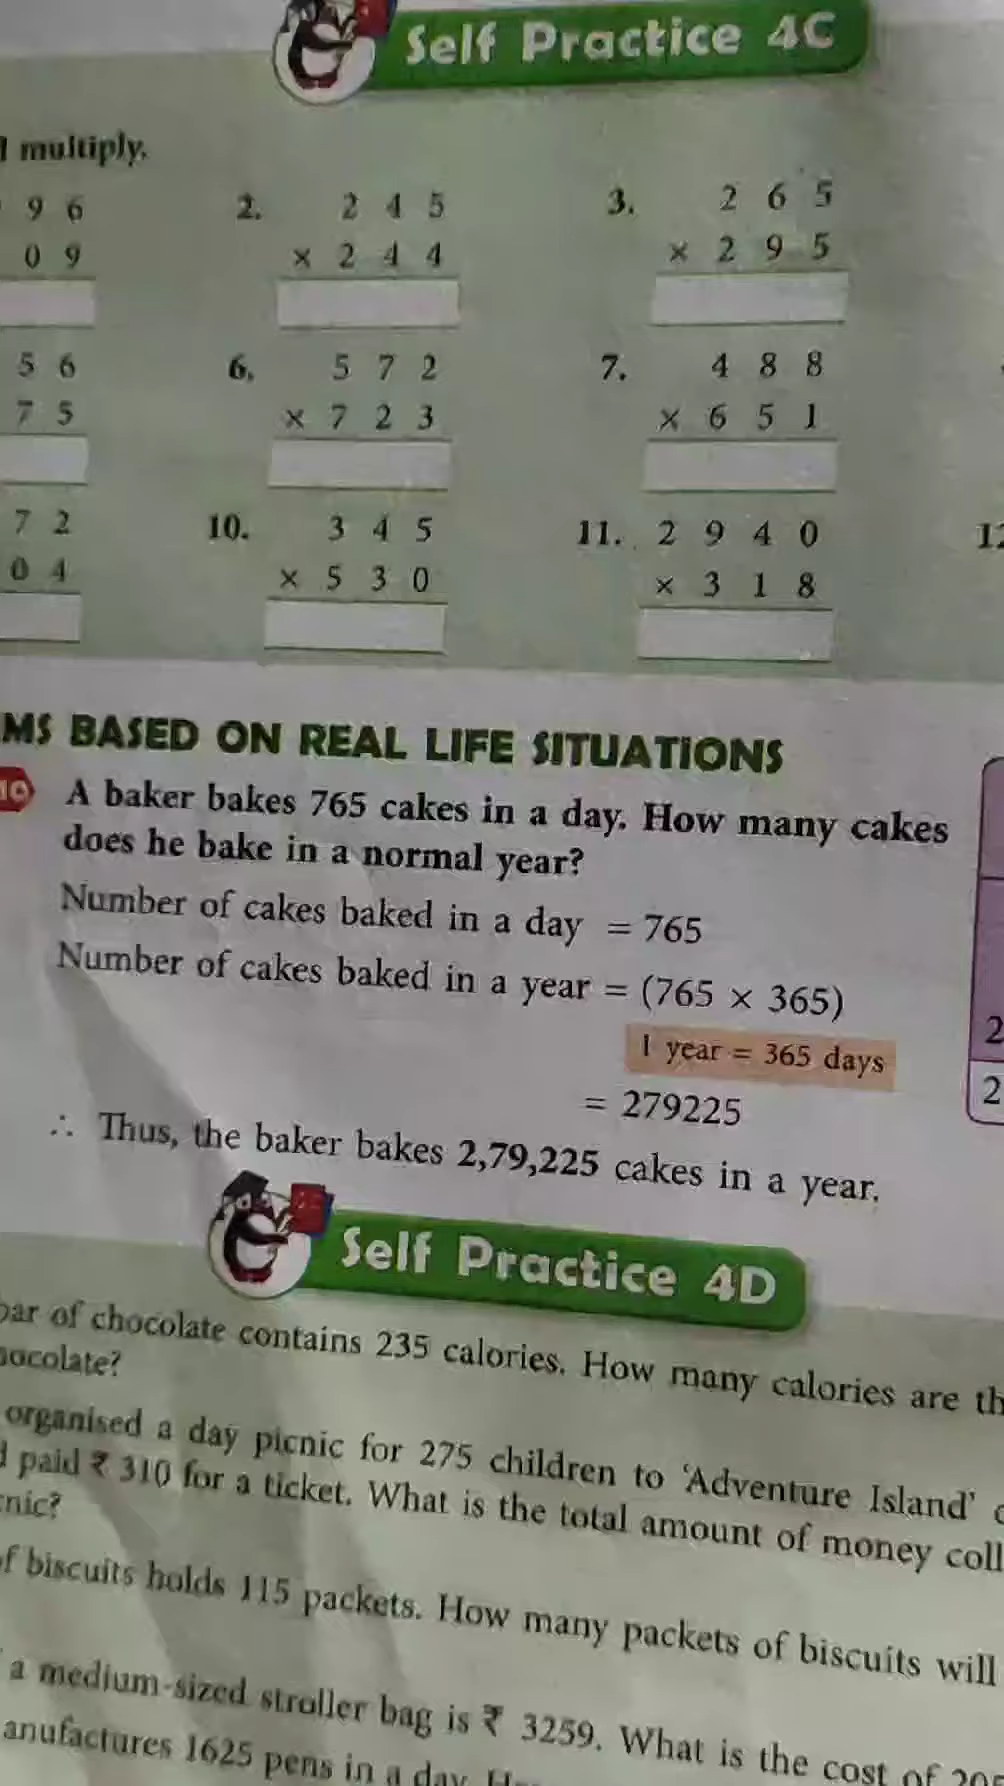 Self Practice 4C
multiply.
9 6 2. 2 4 5 3. 2 6 5
0 9 × 2 4 4 × 2 9 5
5 6 6. 5 7 2 7. 4 8 8
7 5 × 7 2 3 × 6 5 1
7 2 10. 3 4 5 11. 2 9 4 0 12
0 4 × 5 3 0 × 3 1 8
MS BASED ON REAL LIFE SITUATIONS
A baker bakes 765 cakes in a day. How many cakes
does he bake in a normal year?
Number of cakes baked in a day = 765
Number of cakes baked in a year = (765 × 365)
1 year = 365 days
2
= 279225
2
∴ Thus, the baker bakes 2,79,225 cakes in a year.
Self Practice 4D
bar of chocolate contains 235 calories. How many calories are th
hocolate?
organised a day picnic for 275 children to 'Adventure Island'
d paid ₹ 310 for a ticket. What is the total amount of money coll
cnic?
of biscuits holds 115 packets. How many packets of biscuits will
a medium-sized stroller bag is ₹ 3259. What is the cost of
anufactures 1625 pens in a day.